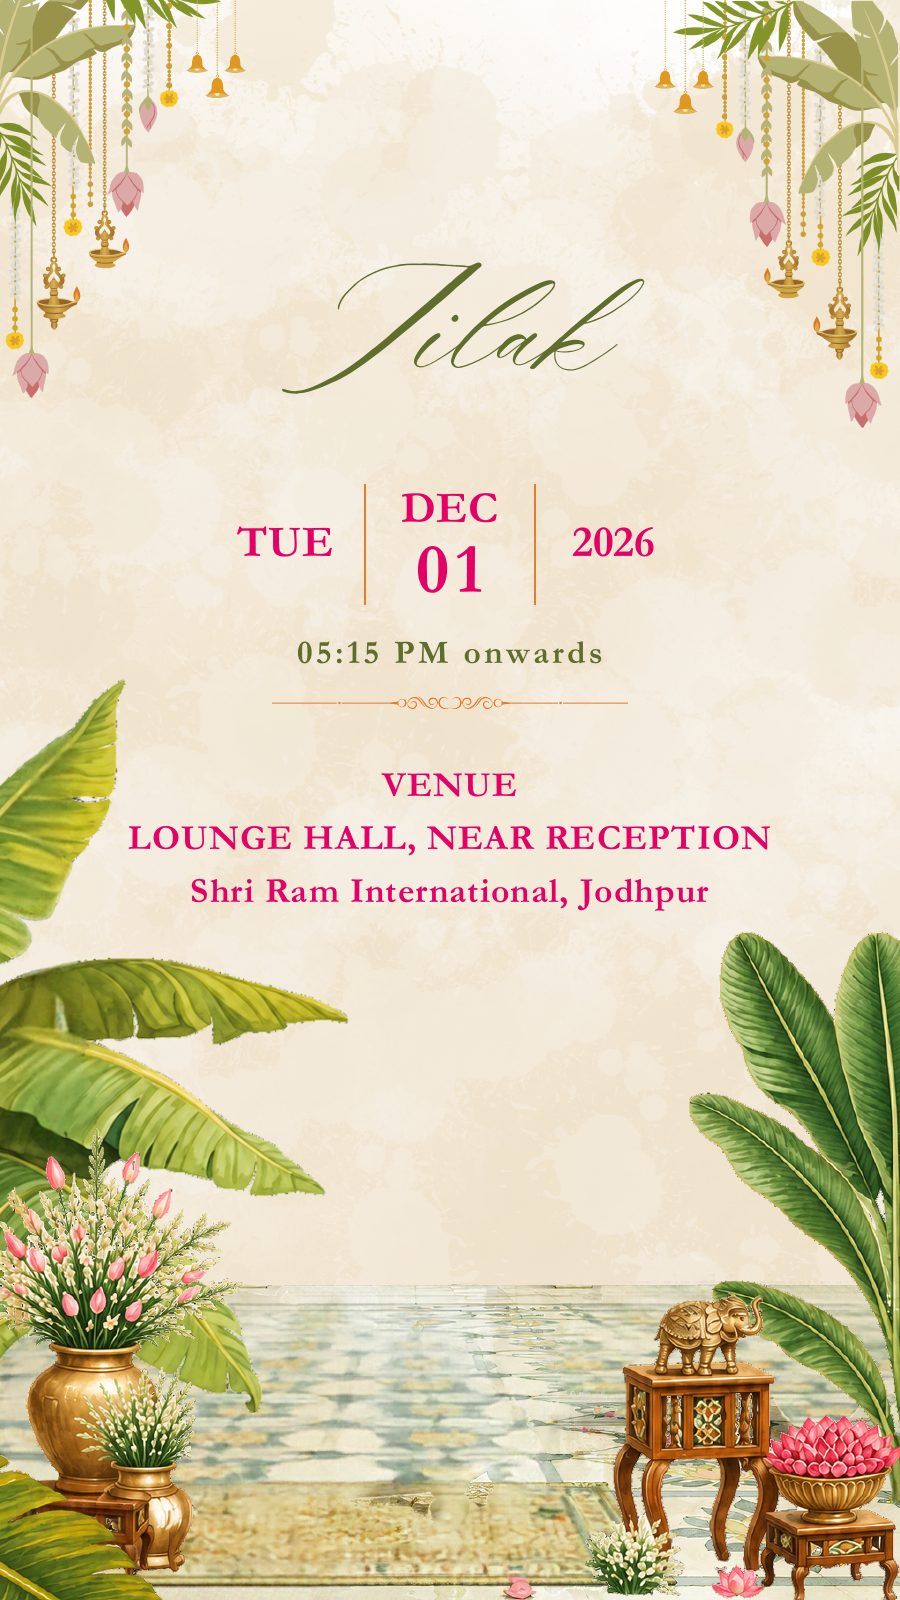 Tilak
TUE
DEC
01
2026
05:15 PM onwards
VENUE
LOUNGE HALL, NEAR RECEPTION
Shri Ram International, Jodhpur